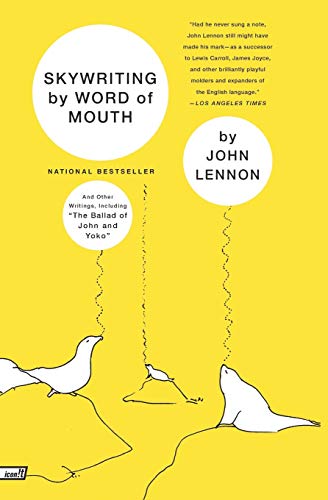 "Had he never sung a note,
John Lennon still might have
made his mark—as a successor
to Lewis Carroll, James Joyce,
and other brilliantly playful
molders and expanders of
the English language."
—LOS ANGELES TIMES
SKYWRITING
by WORD of
MOUTH
by
JOHN
LENNON
NATIONAL BESTSELLER
And Other
Writings, Including
"The Ballad of
John and
Yoko"
icon!t